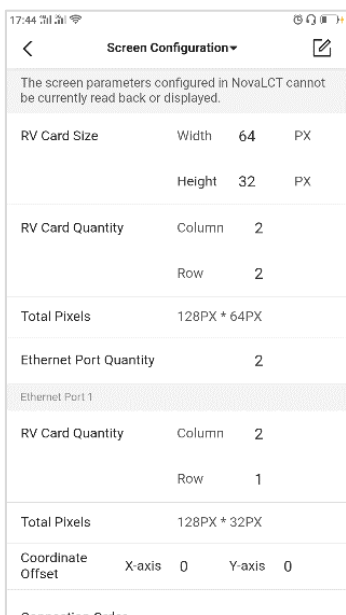 17:44
Screen Configuration
The screen parameters configured in NovaLCT cannot
be currently read back or displayed.
RV Card Size Width 64 PX
Height 32 PX
RV Card Quantity Column 2
Row 2
Total Pixels 128PX * 64PX
Ethernet Port Quantity 2
Ethernet Port 1
RV Card Quantity Column 2
Row 1
Total Pixels 128PX * 32PX
Coordinate
Offset X-axis 0 Y-axis 0